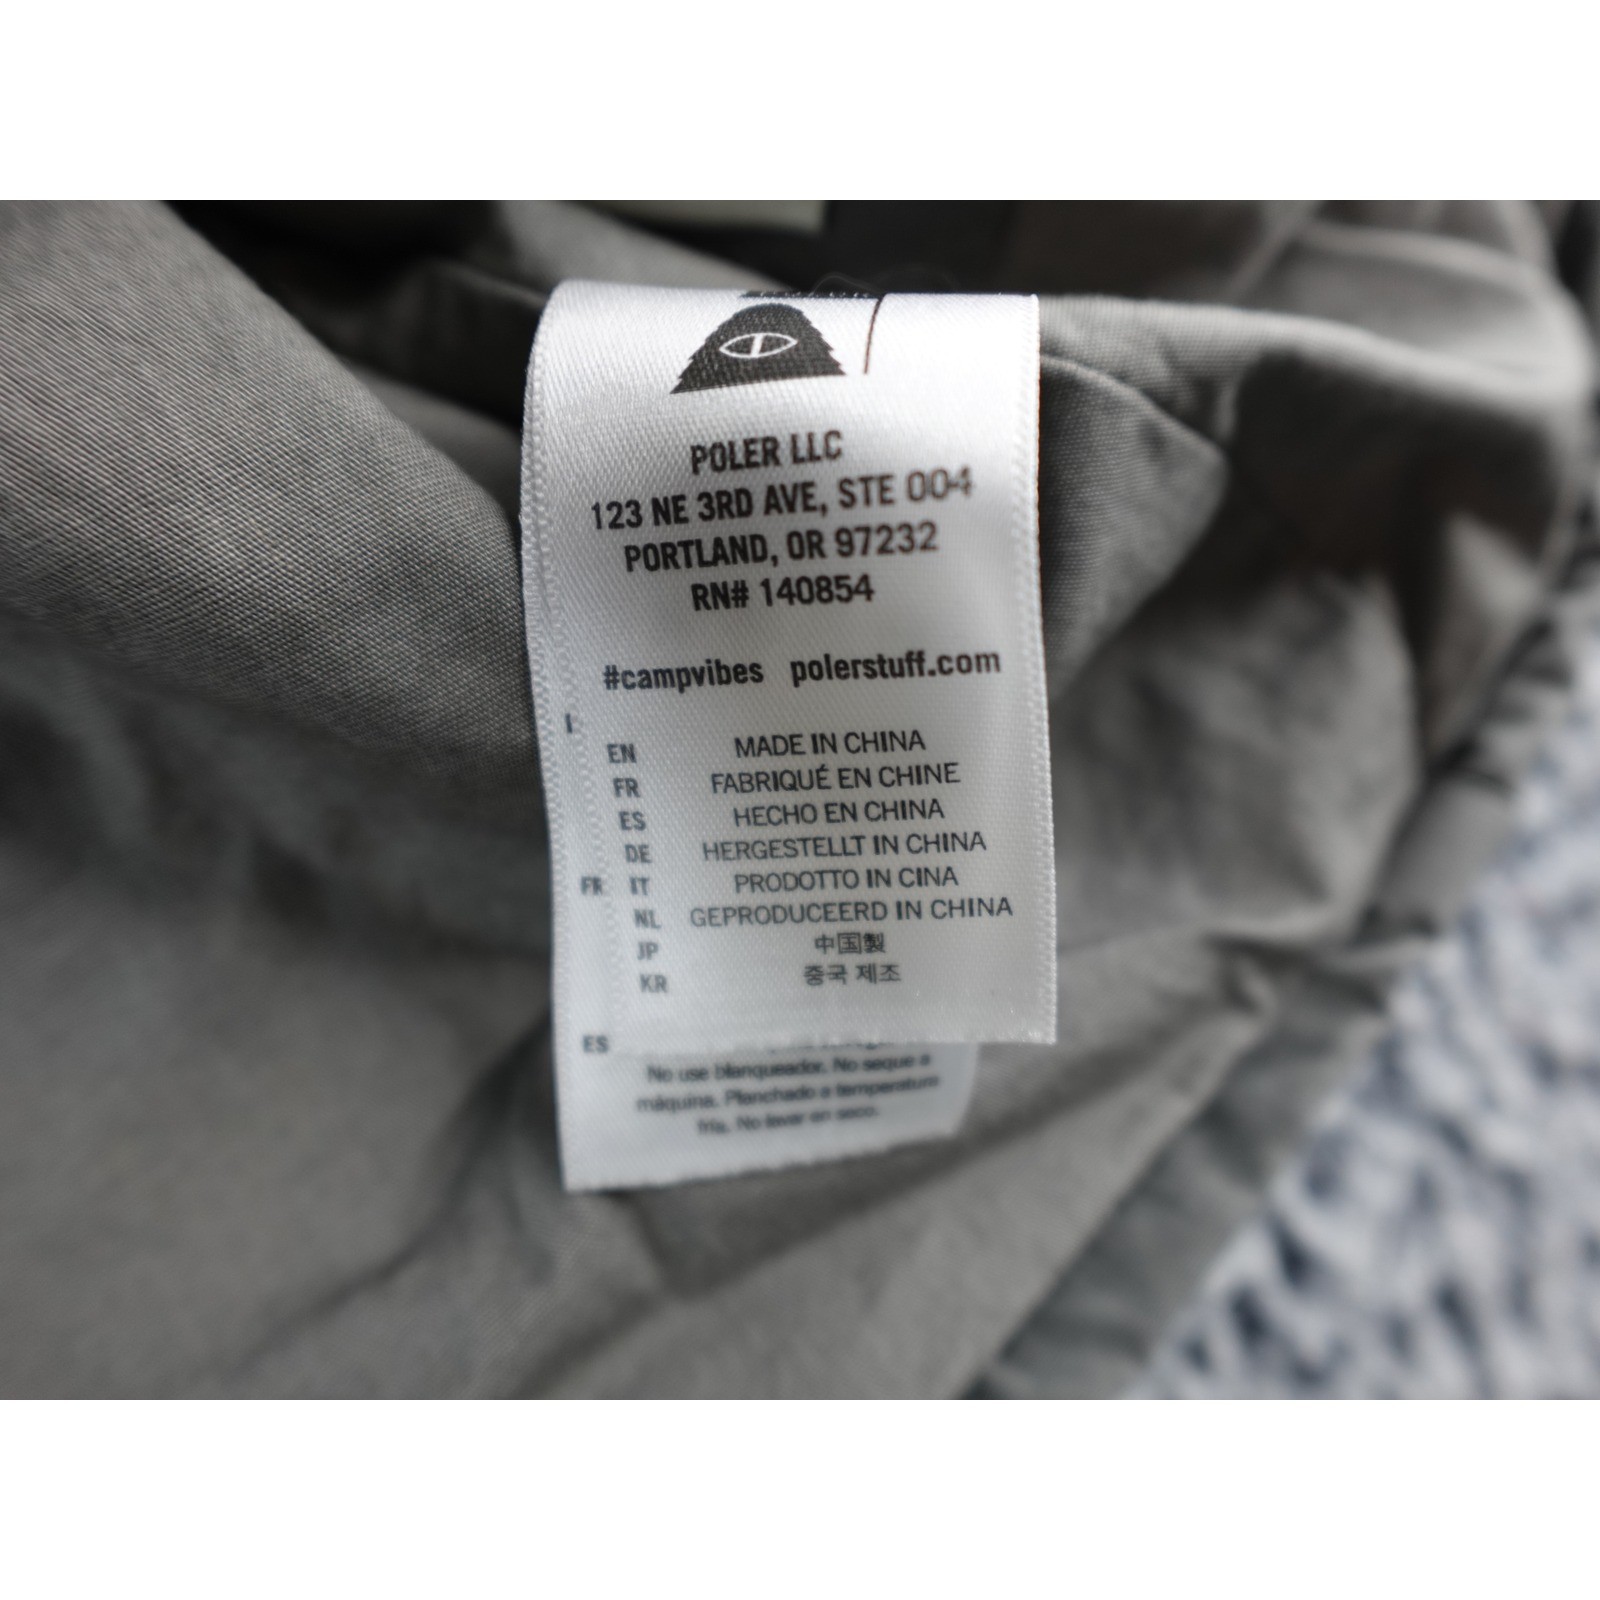 POLER LLC
123 NE 3RD AVE, STE 004
PORTLAND, OR 97232
RN# 140854
#campvibes polerstuff.com
EN MADE IN CHINA
FR FABRIQUÉ EN CHINE
ES HECHO EN CHINA
DE HERGESTELLT IN CHINA
FR IT PRODOTTO IN CINA
NL GEPRODUCEERD IN CHINA
JP 中国製
KR 중국 제조
ES
No use blanqueador. No seque a
máquina. Planchado a temperatura
fría. No lavar en seco.